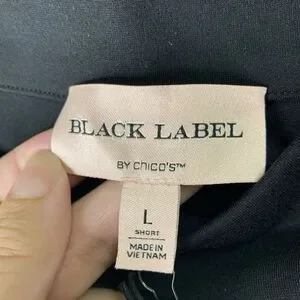 BLACK LABEL
BY CHICO'S™
L
SHORT
MADE IN
VIETNAM